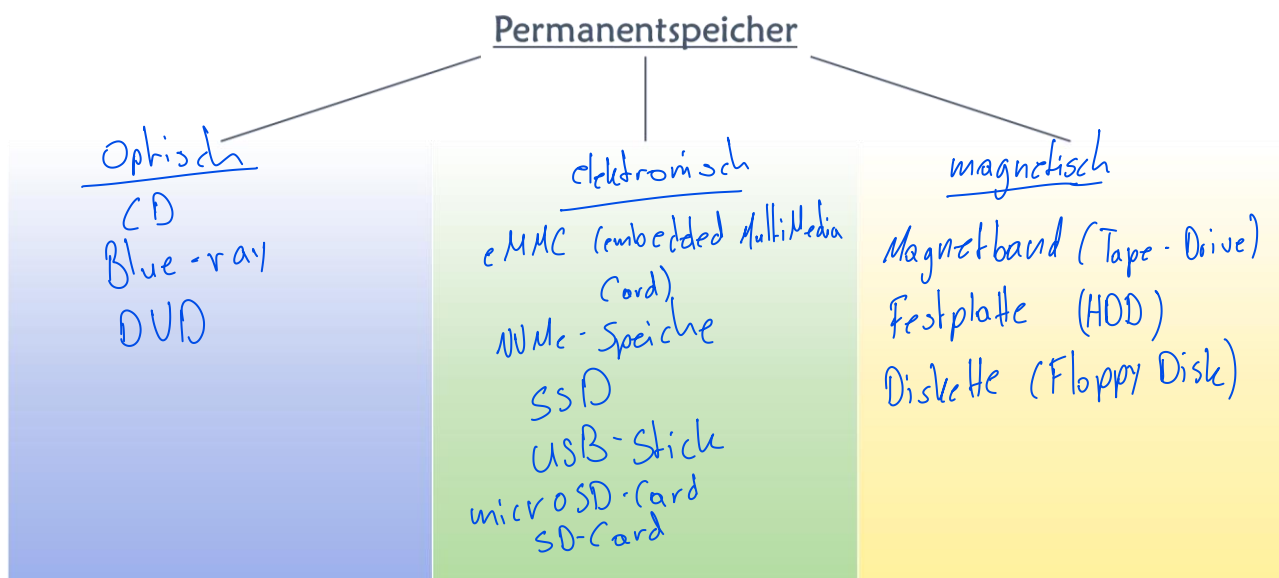 Permanentspeicher
Optisch
CD
Blue-ray
DVD
elektronisch
eMMC (embedded MultiMedia
Card)
NVMe-Speiche
SSD
USB-Stick
microSD-Card
SD-Card
magnetisch
Magnetband (Tape-Drive)
Festplatte (HDD)
Diskette (Floppy Disk)